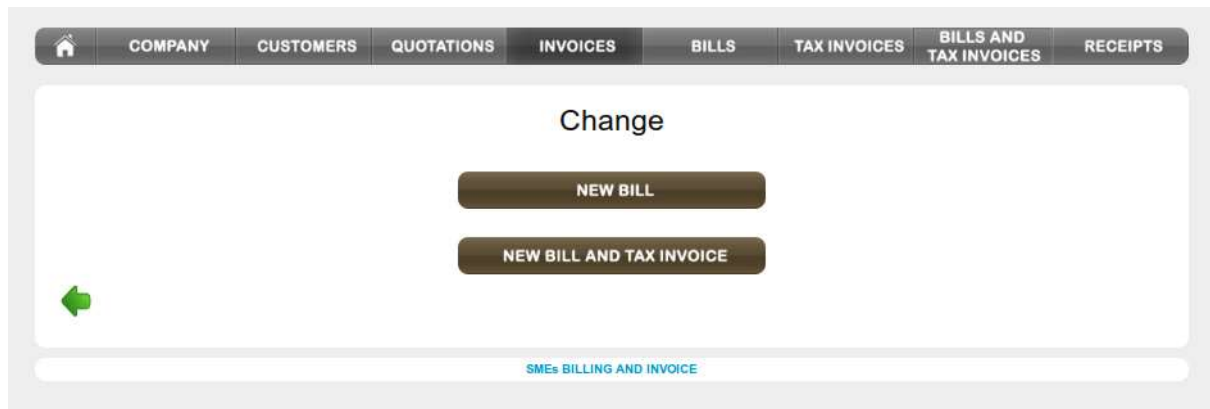 COMPANY
CUSTOMERS
QUOTATIONS
INVOICES
BILLS
TAX INVOICES
BILLS AND
TAX INVOICES
RECEIPTS
Change
NEW BILL
NEW BILL AND TAX INVOICE
SMEs BILLING AND INVOICE